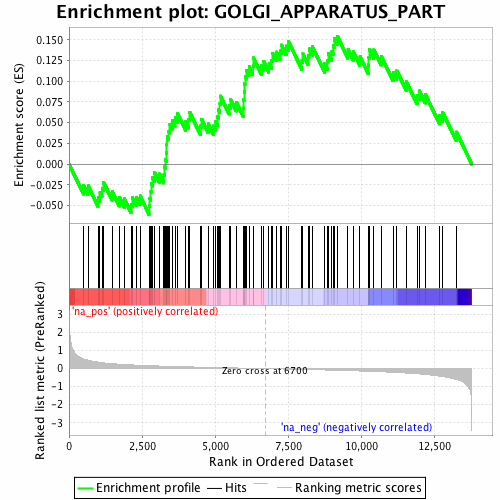 Enrichment plot: GOLGI_APPARATUS_PART
Enrichment score (ES)
0.150
0.125
0.100
0.075
0.050
0.025
0.000
-0.025
-0.050
'na_pos' (positively correlated)
Ranked list metric (PreRanked)
3
2
1
0
-1
-2
-3
Zero cross at 6700
'na_neg' (negatively correlated)
0
2,500
5,000
7,500
10,000
12,500
Rank in Ordered Dataset
Enrichment profile
Hits
Ranking metric scores